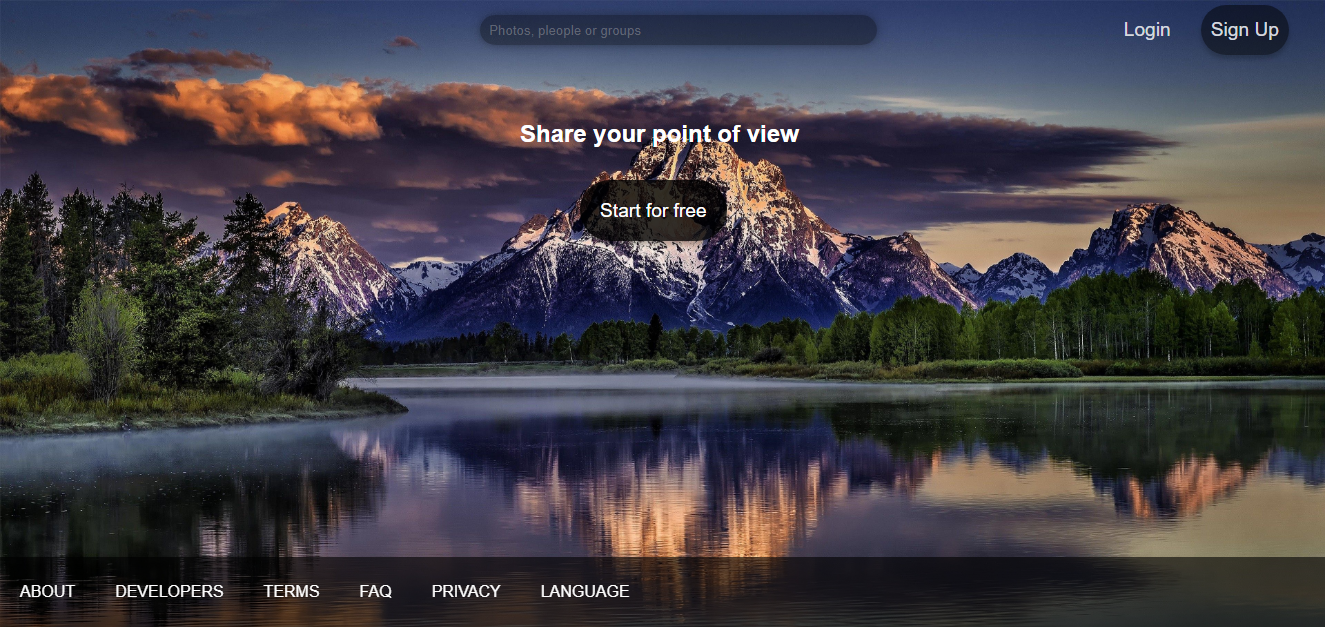 Photos, pleople or groups
Login
Sign Up
Share your point of view
Start for free
ABOUT
DEVELOPERS
TERMS
FAQ
PRIVACY
LANGUAGE